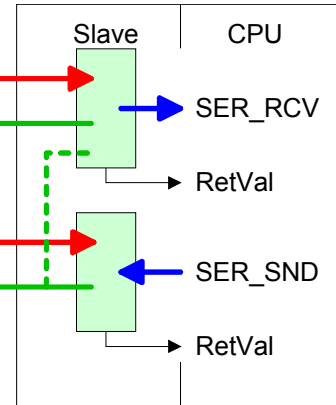 Slave CPU
SER_RCV
RetVal
SER_SND
RetVal